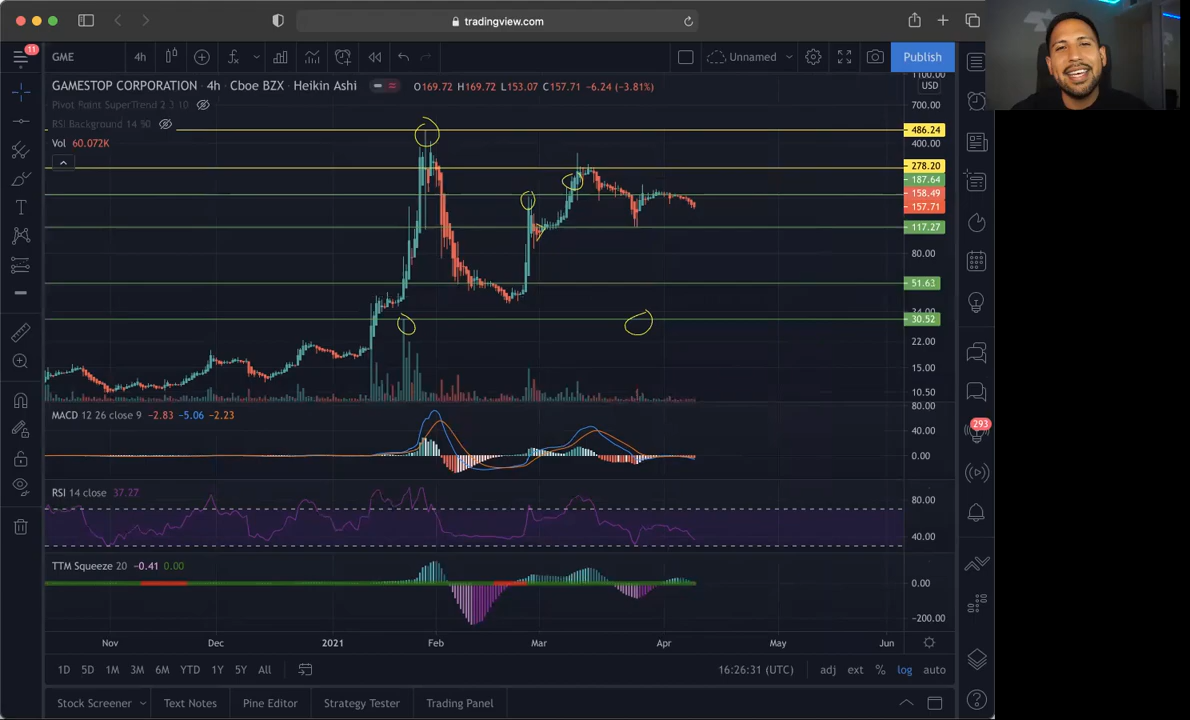 tradingview.com
11
GME
4h
Unnamed
Publish
GAMESTOP CORPORATION · 4h · Cboe BZX · Heikin Ashi
O169.72 H169.72 L153.07 C157.71 −6.24 (−3.81%)
Pivot Point SuperTrend 2 3 10
RSI Background 14 90
Vol 60.072K
1100.00
USD
700.00
486.24
400.00
278.20
187.64
158.49
157.71
117.27
80.00
51.63
30.52
22.00
15.00
10.50
MACD 12 26 close 9 −2.83 −5.06 −2.23
80.00
40.00
0.00
293
RSI 14 close 37.27
80.00
40.00
TTM Squeeze 20 −0.41 0.00
0.00
−200.00
Nov
Dec
2021
Feb
Mar
Apr
May
Jun
1D 5D 1M 3M 6M YTD 1Y 5Y All
16:26:31 (UTC)
adj ext % log auto
Stock Screener
Text Notes
Pine Editor
Strategy Tester
Trading Panel